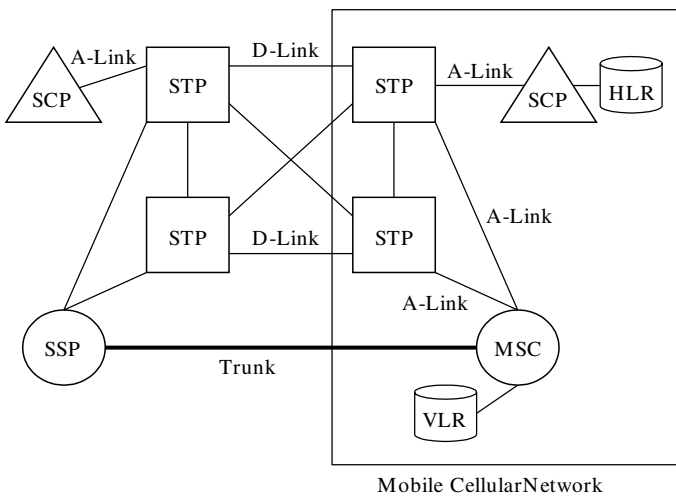 D-Link
A-Link
STP
STP
A-Link
SCP
SCP
HLR
A-Link
STP
D-Link
STP
A-Link
SSP
MSC
Trunk
VLR
Mobile CellularNetwork